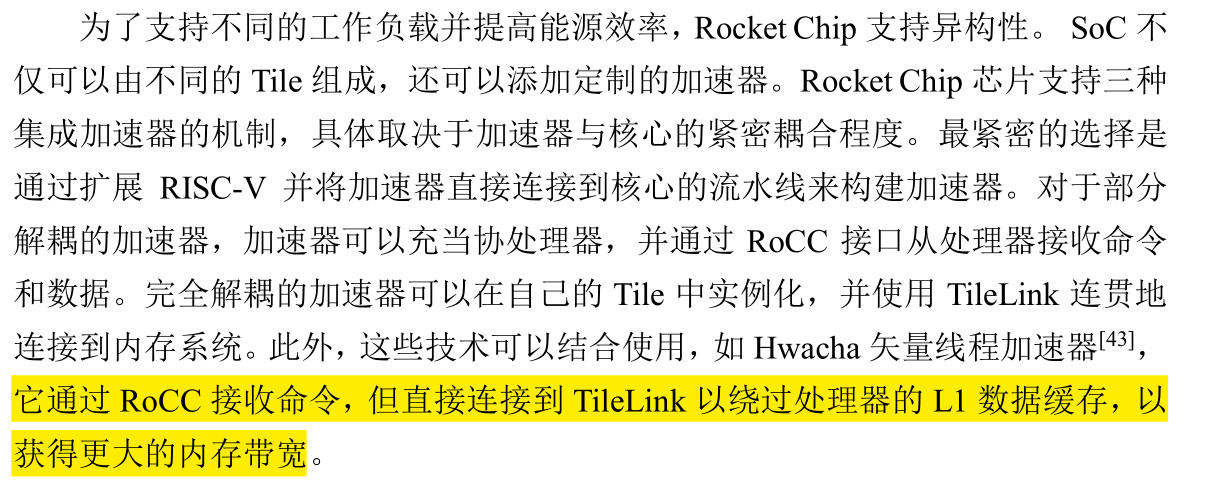 为了支持不同的工作负载并提高能源效率，Rocket Chip 支持异构性。 SoC 不
仅可以由不同的 Tile 组成，还可以添加定制的加速器。Rocket Chip 芯片支持三种
集成加速器的机制，具体取决于加速器与核心的紧密耦合程度。最紧密的选择是
通过扩展 RISC-V 并将加速器直接连接到核心的流水线来构建加速器。对于部分
解耦的加速器，加速器可以充当协处理器，并通过 RoCC 接口从处理器接收命令
和数据。完全解耦的加速器可以在自己的 Tile 中实例化，并使用 TileLink 连贯地
连接到内存系统。此外，这些技术可以结合使用，如 Hwacha 矢量线程加速器[43]，
它通过 RoCC 接收命令，但直接连接到 TileLink 以绕过处理器的 L1 数据缓存，以
获得更大的内存带宽。